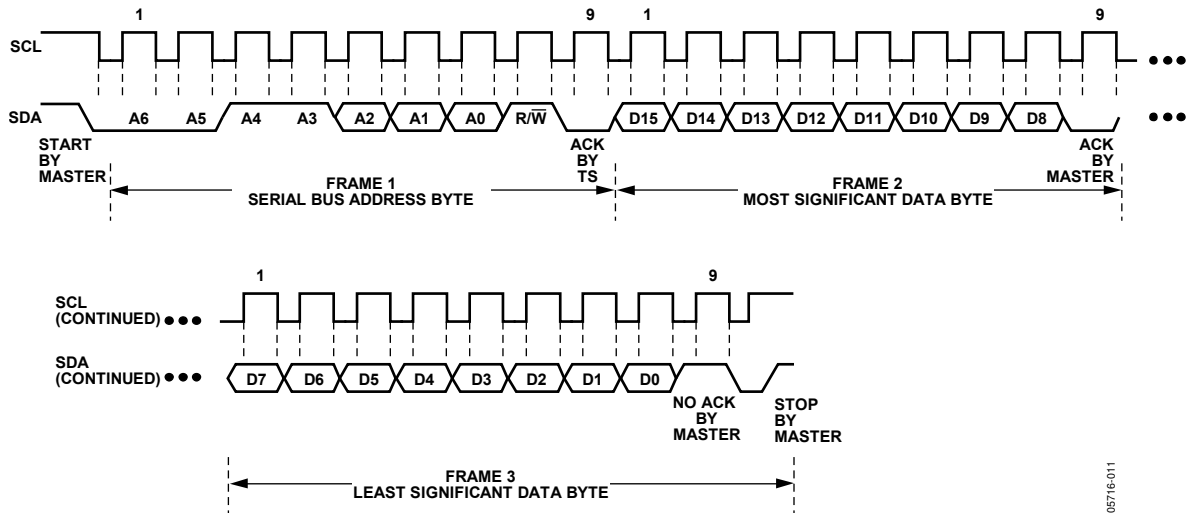 1 9 1 9
SCL
SDA A6 A5 A4 A3 A2 A1 A0 R/W̅ D15 D14 D13 D12 D11 D10 D9 D8
START
BY
MASTER
ACK
BY
TS
ACK
BY
MASTER
FRAME 1
SERIAL BUS ADDRESS BYTE
FRAME 2
MOST SIGNIFICANT DATA BYTE
1 9
SCL
(CONTINUED)
SDA
(CONTINUED)
D7 D6 D5 D4 D3 D2 D1 D0
NO ACK
BY
MASTER
STOP
BY
MASTER
FRAME 3
LEAST SIGNIFICANT DATA BYTE
05716-011